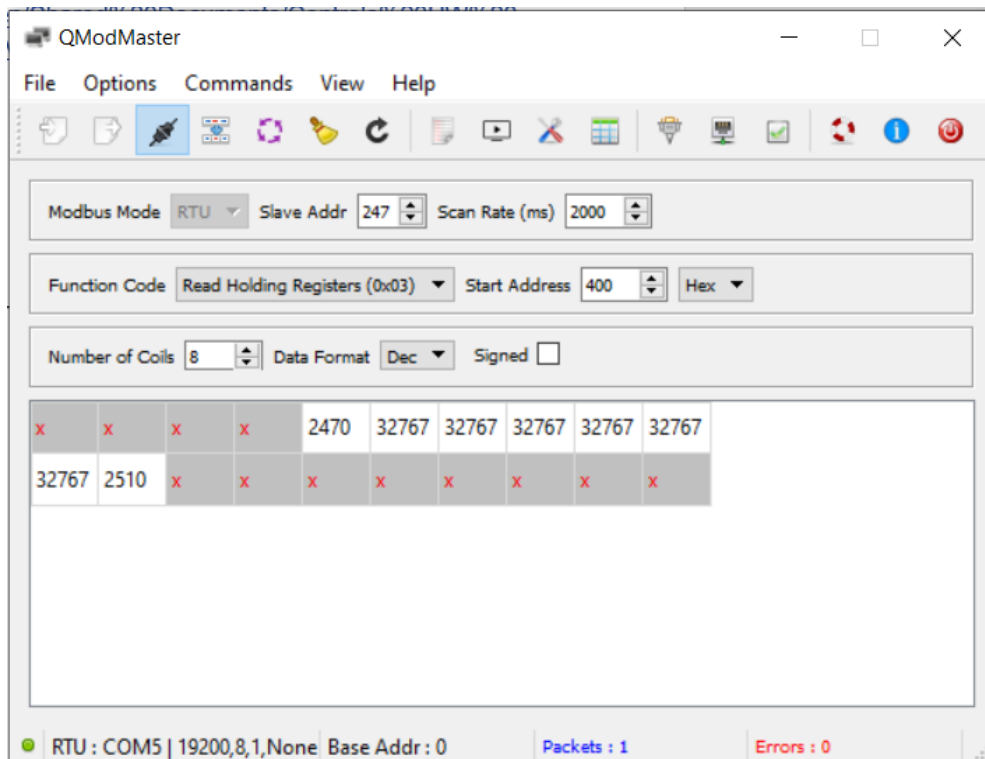 QModMaster
File Options Commands View Help
Modbus Mode RTU Slave Addr 247 Scan Rate (ms) 2000
Function Code Read Holding Registers (0x03) Start Address 400 Hex
Number of Coils 8 Data Format Dec Signed
x x x x 2470 32767 32767 32767 32767 32767
32767 2510 x x x x x x x x
RTU : COM5 | 19200,8,1,None Base Addr : 0 Packets : 1 Errors : 0